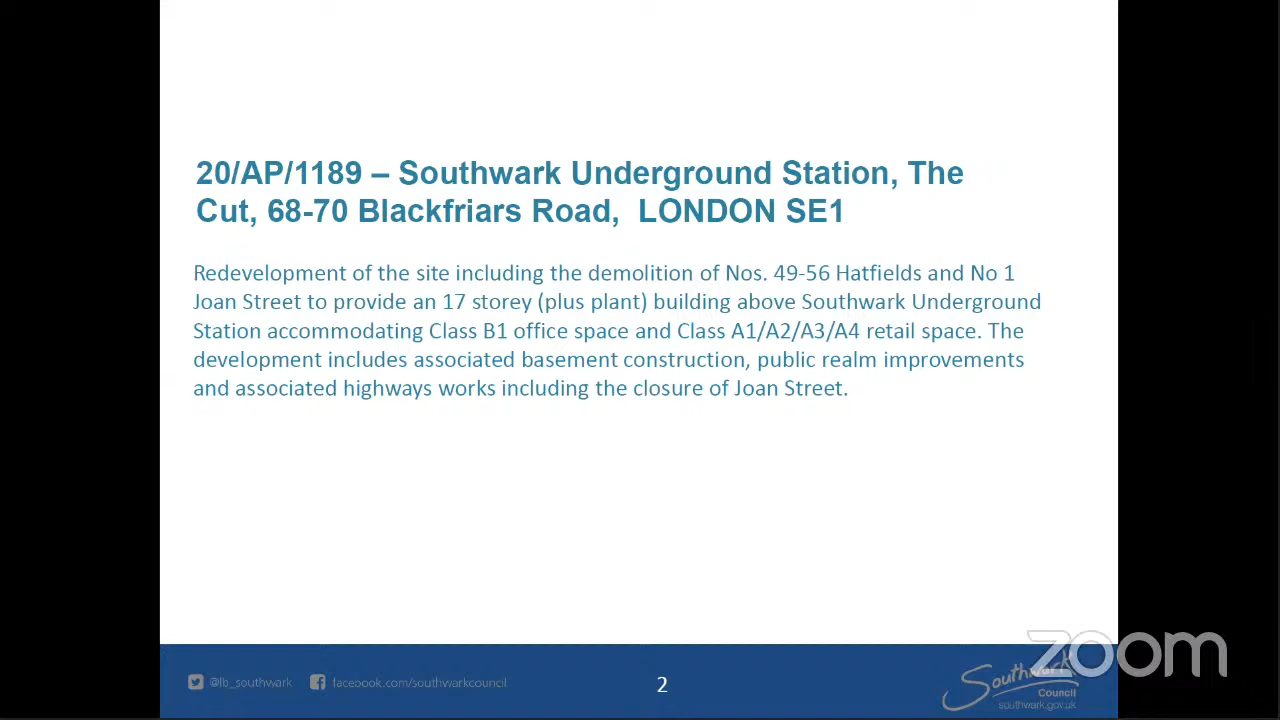 20/AP/1189 – Southwark Underground Station, The
Cut, 68-70 Blackfriars Road, LONDON SE1
Redevelopment of the site including the demolition of Nos. 49-56 Hatfields and No 1
Joan Street to provide an 17 storey (plus plant) building above Southwark Underground
Station accommodating Class B1 office space and Class A1/A2/A3/A4 retail space. The
development includes associated basement construction, public realm improvements
and associated highways works including the closure of Joan Street.
zoom
@lb_southwark facebook.com/southwarkcouncil 2
Southwark
Council
southwark.gov.uk